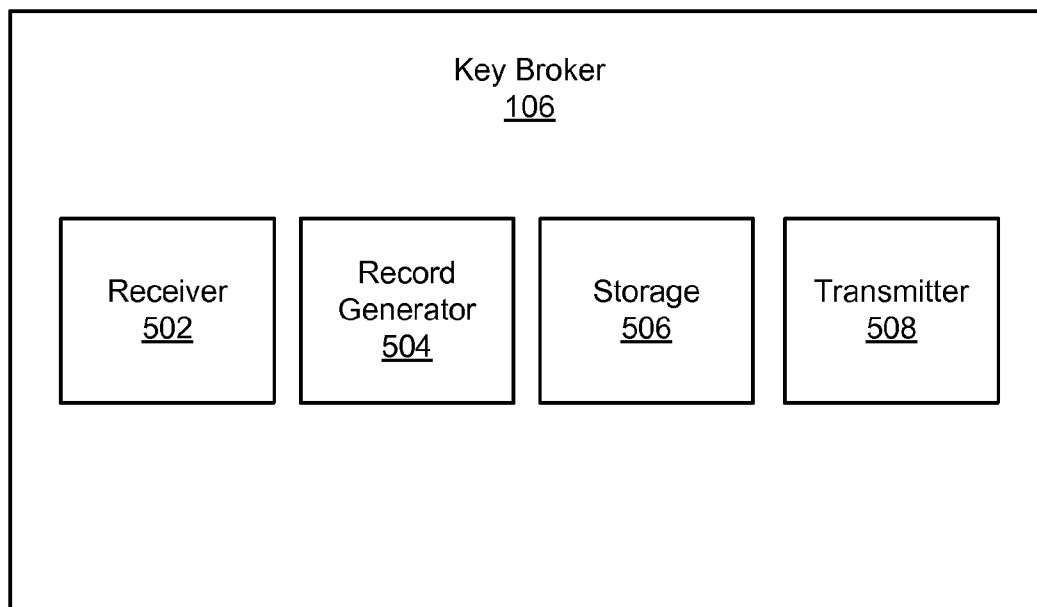 Key Broker
106
Receiver
502
Record
Generator
504
Storage
506
Transmitter
508